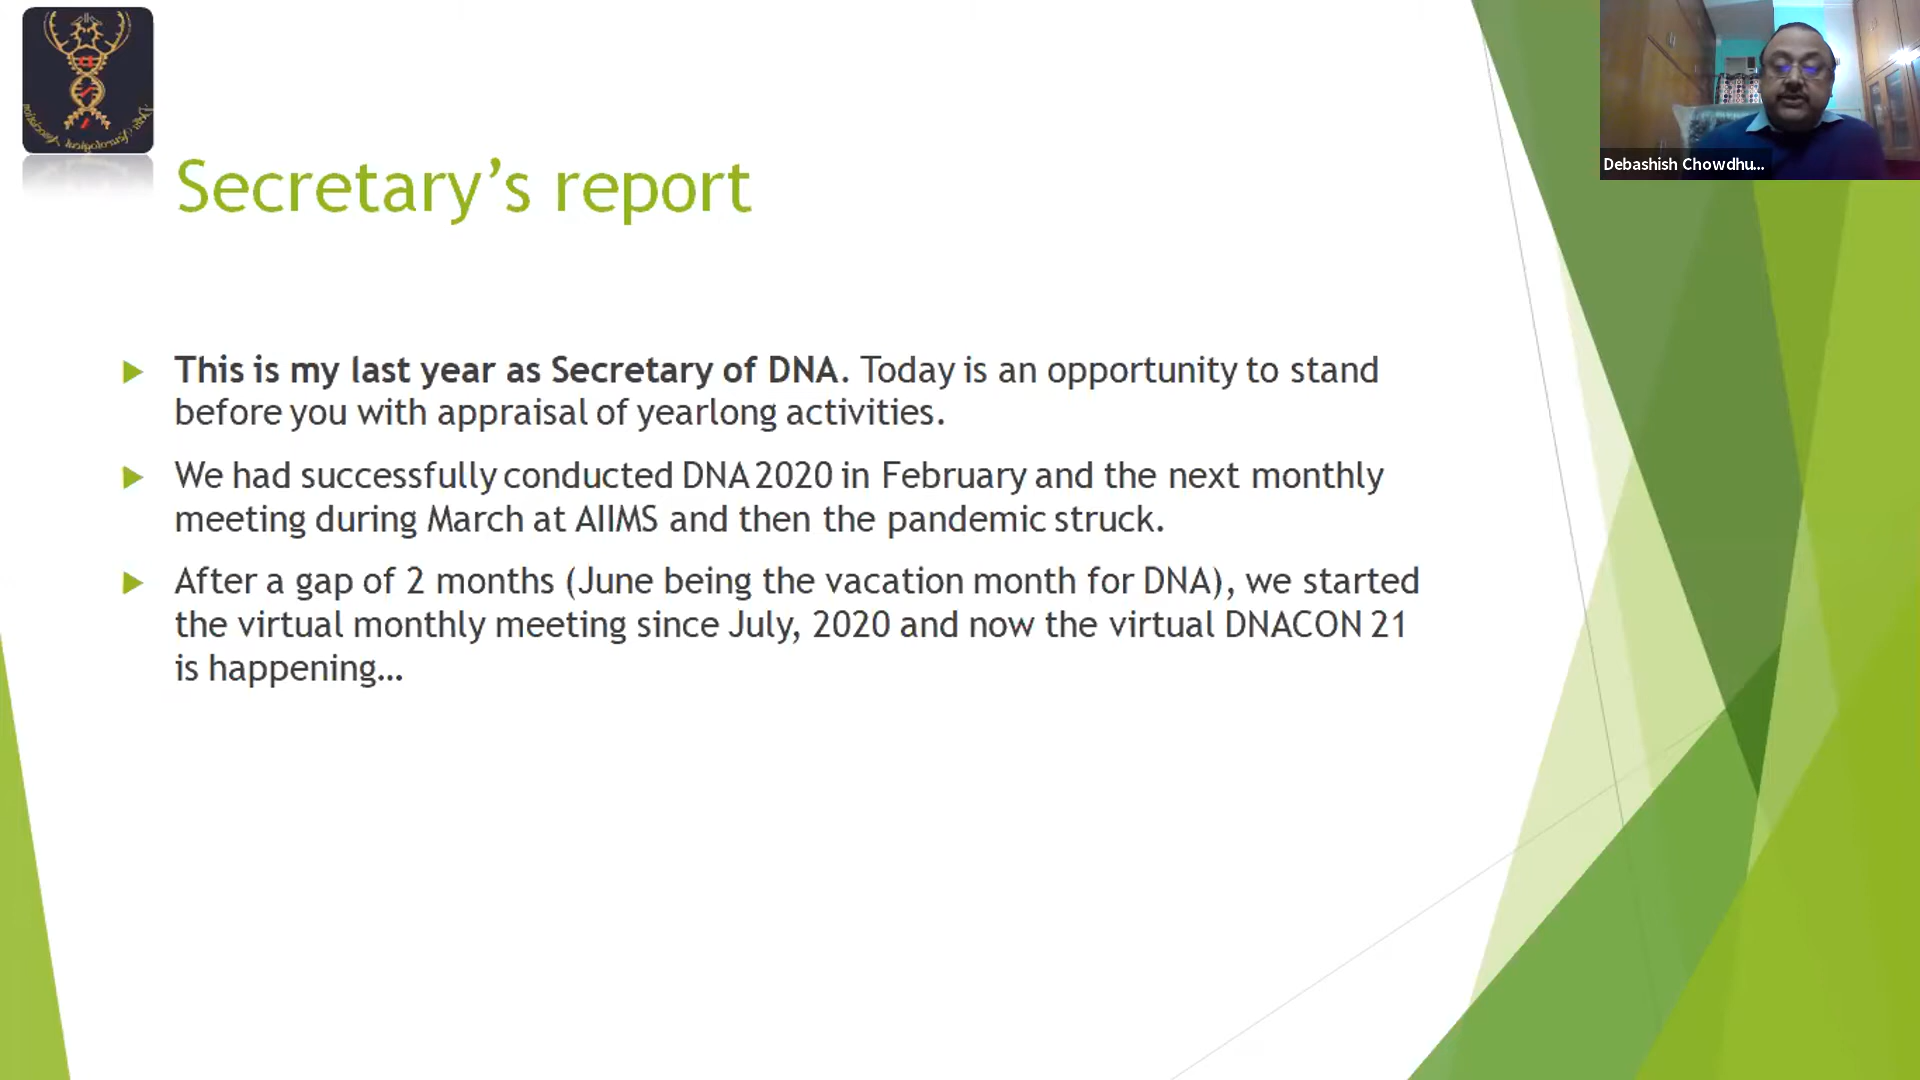 Secretary’s report
This is my last year as Secretary of DNA. Today is an opportunity to stand
before you with appraisal of yearlong activities.
We had successfully conducted DNA 2020 in February and the next monthly
meeting during March at AIIMS and then the pandemic struck.
After a gap of 2 months (June being the vacation month for DNA), we started
the virtual monthly meeting since July, 2020 and now the virtual DNACON 21
is happening…
Debashish Chowdhu...